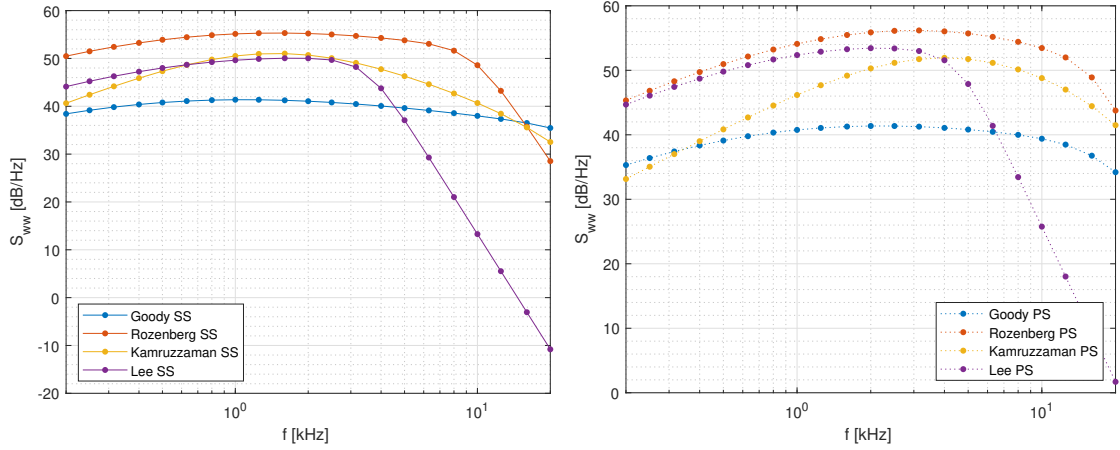 60
50
40
30
20
10
0
-10
-20
S_ww [dB/Hz]
10^0
10^1
f [kHz]
Goody SS
Rozenberg SS
Kamruzzaman SS
Lee SS
60
50
40
30
20
10
0
S_ww [dB/Hz]
10^0
10^1
f [kHz]
Goody PS
Rozenberg PS
Kamruzzaman PS
Lee PS